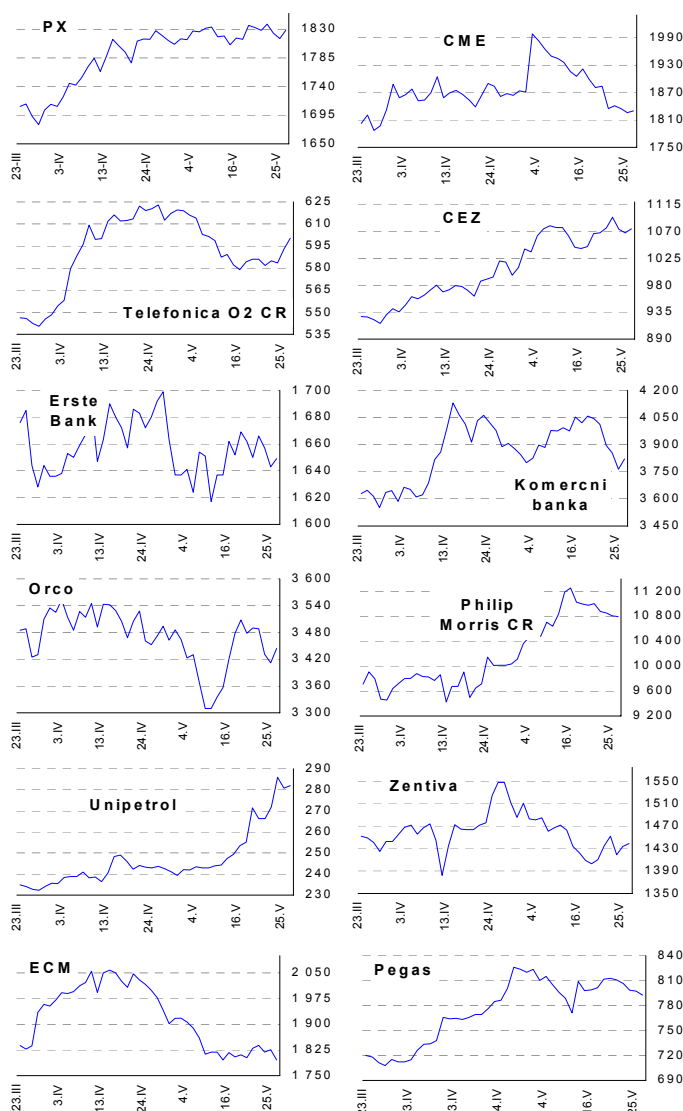 PX
1830
1785
1740
1695
1650
23-III
3-IV
13-IV
24-IV
4-V
16-V
25-V
CME
1990
1930
1870
1810
1750
23.III
3.IV
13.IV
24.IV
4.V
16.V
25.V
Telefonica O2 CR
625
610
595
580
565
550
535
23.III
3.IV
13.IV
24.IV
4.V
16.V
25.V
CEZ
1115
1070
1025
980
935
890
23.III
3.IV
13.IV
24.IV
4.V
16.V
25.V
Erste
Bank
1 700
1 680
1 660
1 640
1 620
1 600
23.III
3.IV
13.IV
24.IV
4.V
16.V
25.V
Komercni
banka
4 200
4 050
3 900
3 750
3 600
3 450
23.III
3.IV
13.IV
24.IV
4.V
16.V
25.V
Orco
3 600
3 540
3 480
3 420
3 360
3 300
23.III
3.IV
13.IV
24.IV
4.V
16.V
25.V
Philip
Morris CR
11 200
10 800
10 400
10 000
9 600
9 200
23.III
3.IV
13.IV
24.IV
4.V
16.V
25.V
Unipetrol
290
280
270
260
250
240
230
23.III
3.IV
13.IV
24.IV
4.V
16.V
25.V
Zentiva
1550
1510
1470
1430
1390
1350
23.III
3.IV
13.IV
24.IV
4.V
16.V
25.V
ECM
2 050
1 975
1 900
1 825
1 750
23.III
3.IV
13.IV
24.IV
4.V
16.V
25.V
Pegas
840
810
780
750
720
690
23.III
3.IV
13.IV
24.IV
4.V
16.V
25.V